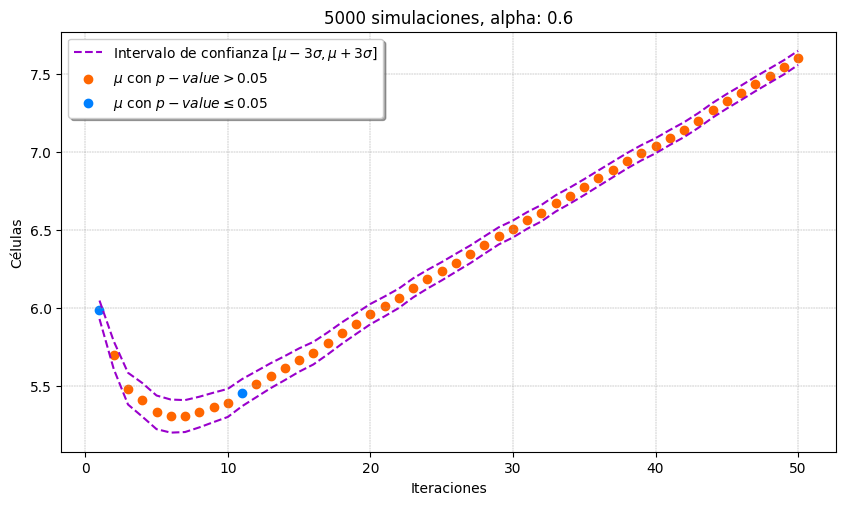 5000 simulaciones, alpha: 0.6
Intervalo de confianza [μ − 3σ, μ + 3σ]
μ con p − value > 0.05
μ con p − value ≤ 0.05
Células
7.5
7.0
6.5
6.0
5.5
0 10 20 30 40 50
Iteraciones